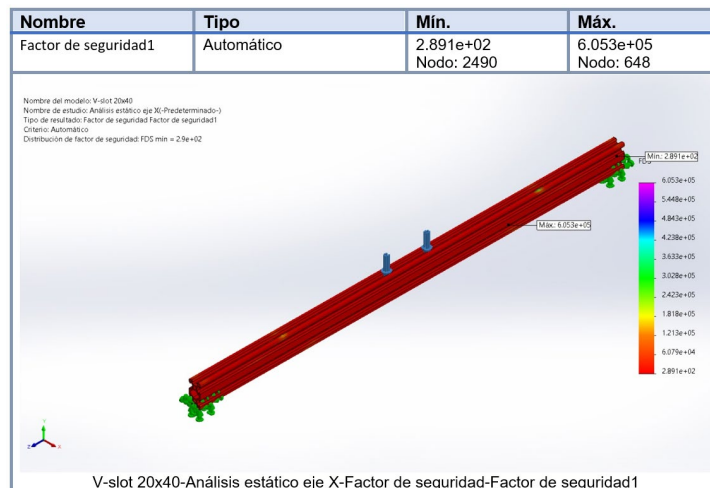 Nombre Tipo Mín. Máx.
Factor de seguridad1 Automático 2.891e+02 6.053e+05
Nodo: 2490 Nodo: 648
Nombre del modelo: V-slot 20x40
Nombre de estudio: Análisis estático eje X(-Predeterminado-)
Tipo de resultado: Factor de seguridad Factor de seguridad1
Criterio: Automático
Distribución de factor de seguridad: FDS mín = 2.9e+02
Mín.: 2.891e+02
FDS
Máx.: 6.053e+05
6.053e+05
5.448e+05
4.843e+05
4.238e+05
3.633e+05
3.028e+05
2.423e+05
1.818e+05
1.213e+05
6.079e+04
2.891e+02
Y
Z
X
V-slot 20x40-Análisis estático eje X-Factor de seguridad-Factor de seguridad1